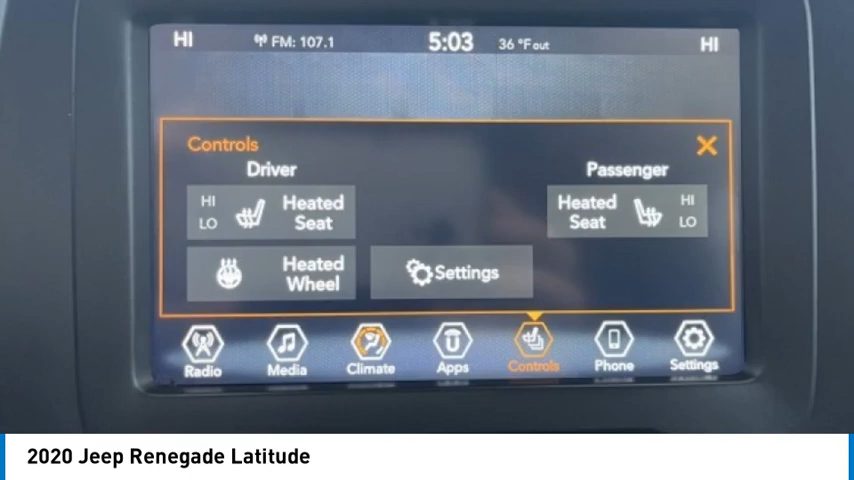 HI FM: 107.1 5:03 36 °F out HI
Controls
Driver Passenger
HI
LO
Heated
Seat
Heated
Seat
HI
LO
Heated
Wheel
Settings
Radio Media Climate Apps Controls Phone Settings
2020 Jeep Renegade Latitude